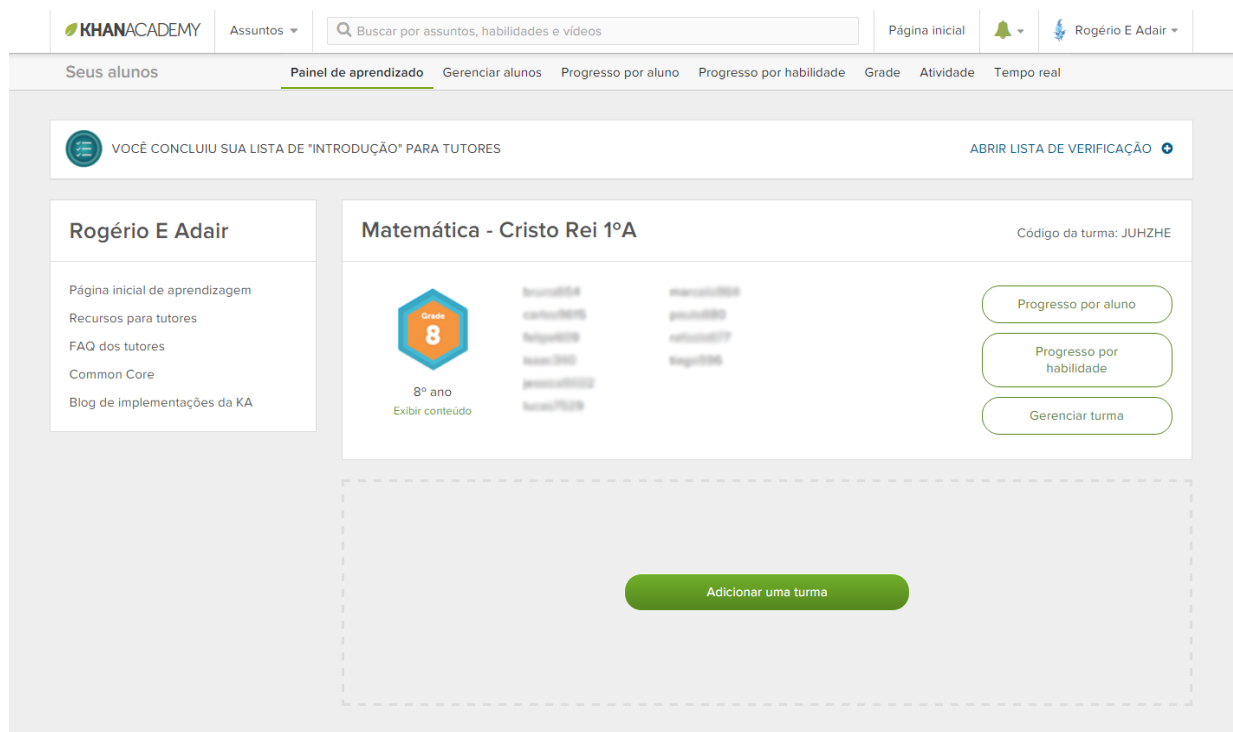 KHANACADEMY Assuntos Buscar por assuntos, habilidades e vídeos Página inicial Rogério E Adair
Seus alunos Painel de aprendizado Gerenciar alunos Progresso por aluno Progresso por habilidade Grade Atividade Tempo real
VOCÊ CONCLUIU SUA LISTA DE "INTRODUÇÃO" PARA TUTORES ABRIR LISTA DE VERIFICAÇÃO
Rogério E Adair
Página inicial de aprendizagem
Recursos para tutores
FAQ dos tutores
Common Core
Blog de implementações da KA
Matemática - Cristo Rei 1ºA Código da turma: JUHZHE
Grade
8
8º ano
Exibir conteúdo
Progresso por aluno
Progresso por
habilidade
Gerenciar turma
Adicionar uma turma